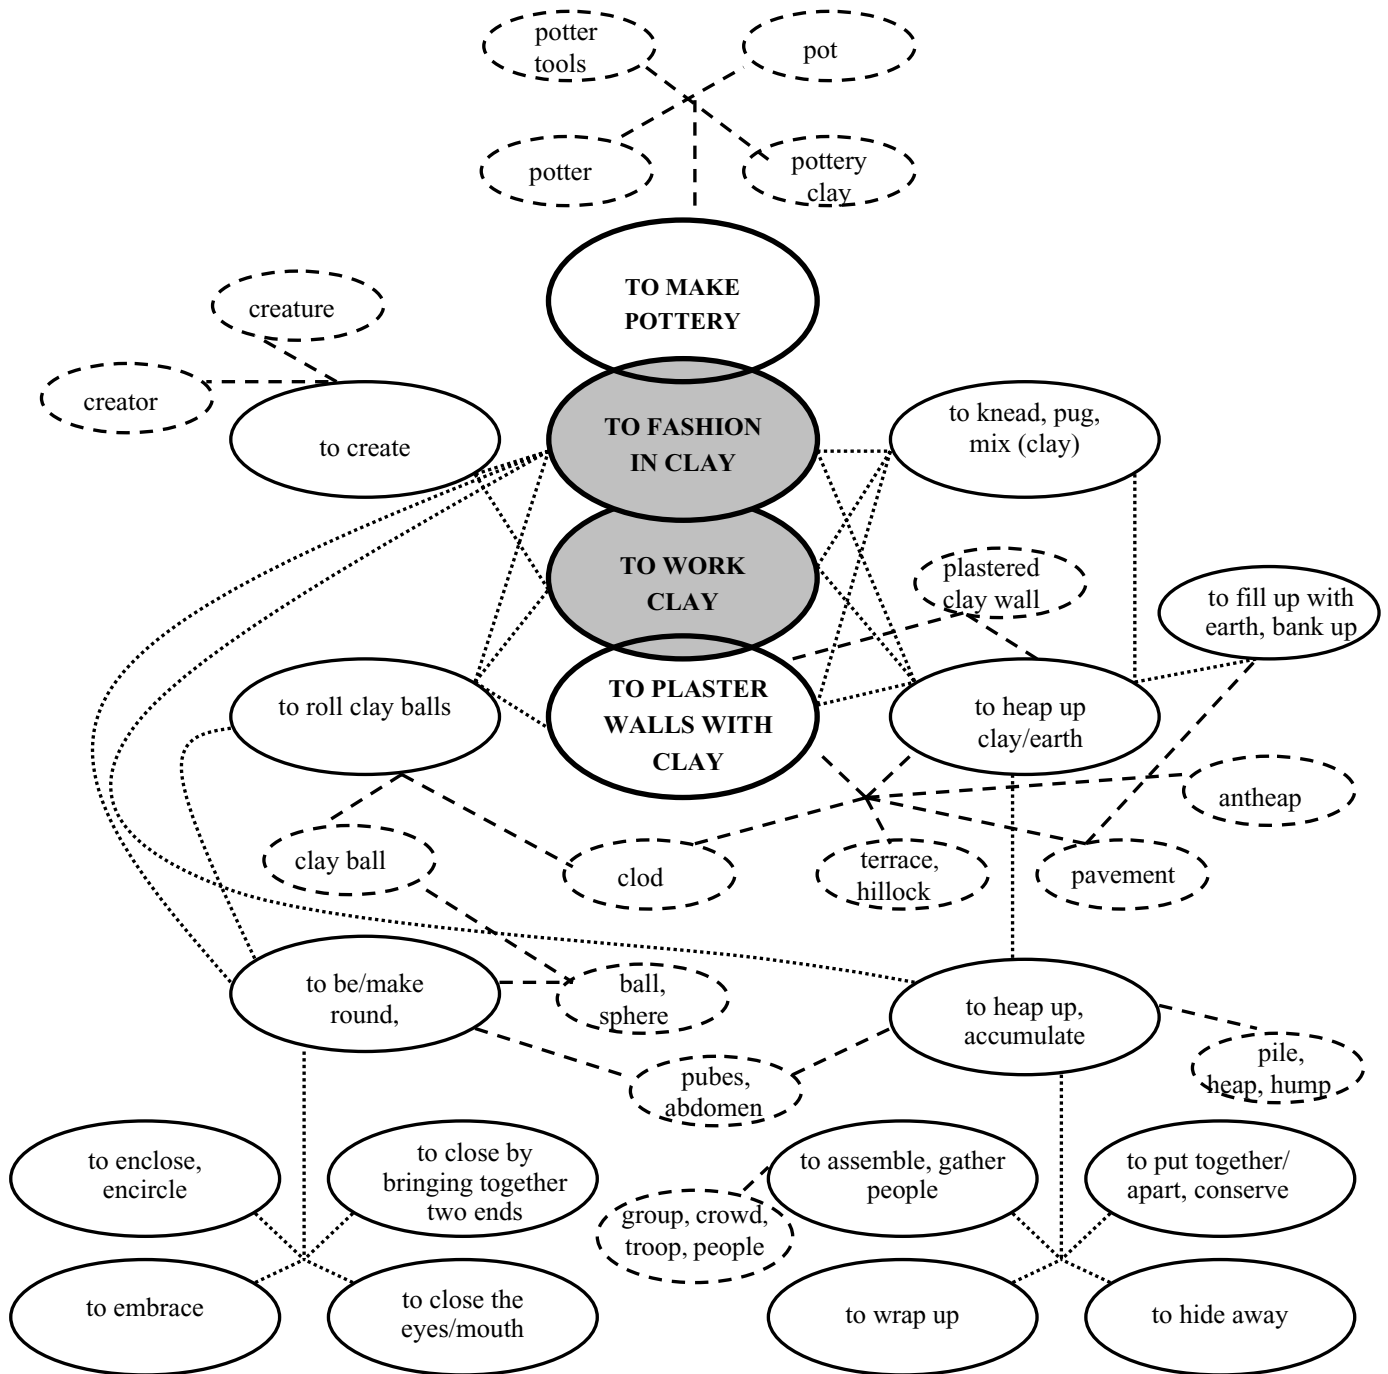 potter
tools
pot
potter
pottery
clay
TO MAKE
POTTERY
creature
creator
to create
TO FASHION
IN CLAY
to knead, pug,
mix (clay)
TO WORK
CLAY
plastered
clay wall
to fill up with
earth, bank up
to roll clay balls
TO PLASTER
WALLS WITH
CLAY
to heap up
clay/earth
antheap
clay ball
clod
terrace,
hillock
pavement
to be/make
round,
ball,
sphere
to heap up,
accumulate
pubes,
abdomen
pile,
heap, hump
to enclose,
encircle
to close by
bringing together
two ends
group, crowd,
troop, people
to assemble, gather
people
to put together/
apart, conserve
to embrace
to close the
eyes/mouth
to wrap up
to hide away